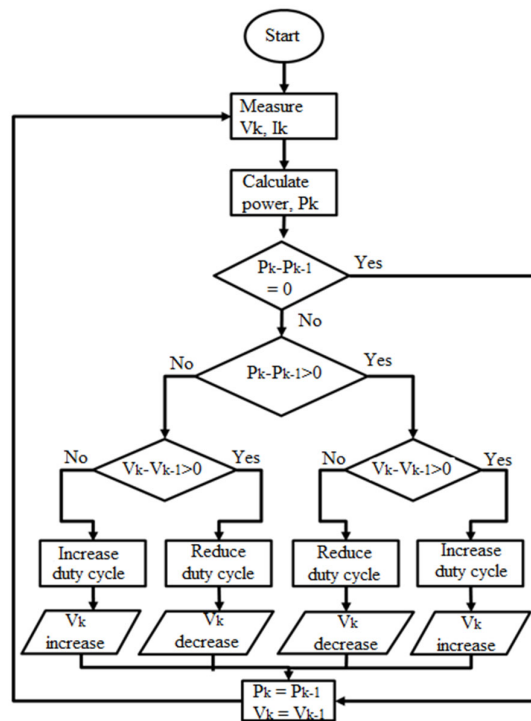 Start
Measure
Vk, Ik
Calculate
power, Pk
Pk-Pk-1
= 0
Yes
No
No
Pk-Pk-1>0
Yes
No
Vk-Vk-1>0
Yes
No
Vk-Vk-1>0
Yes
Increase
duty cycle
Reduce
duty cycle
Reduce
duty cycle
Increase
duty cycle
Vk
increase
Vk
decrease
Vk
decrease
Vk
increase
Pk = Pk-1
Vk = Vk-1